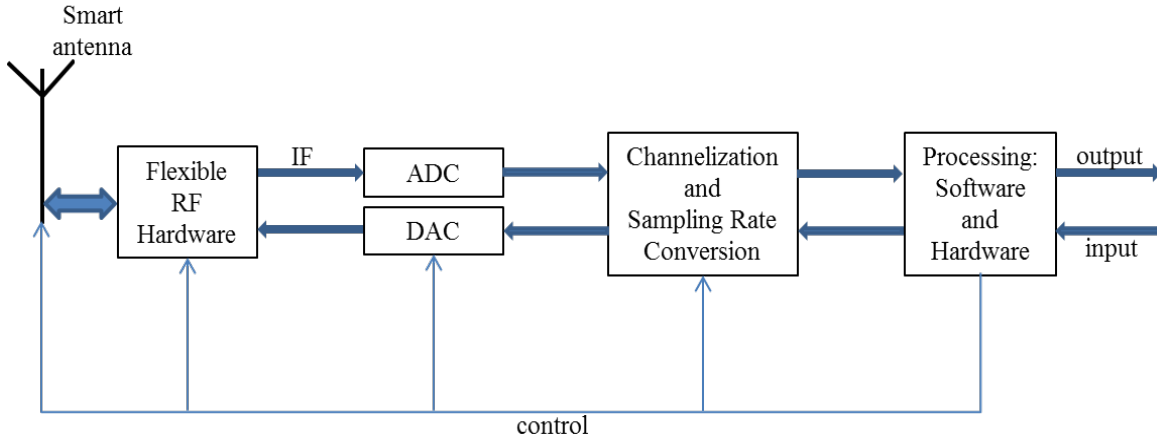 Smart
antenna
Flexible
RF
Hardware
IF
ADC
DAC
Channelization
and
Sampling Rate
Conversion
Processing:
Software
and
Hardware
output
input
control